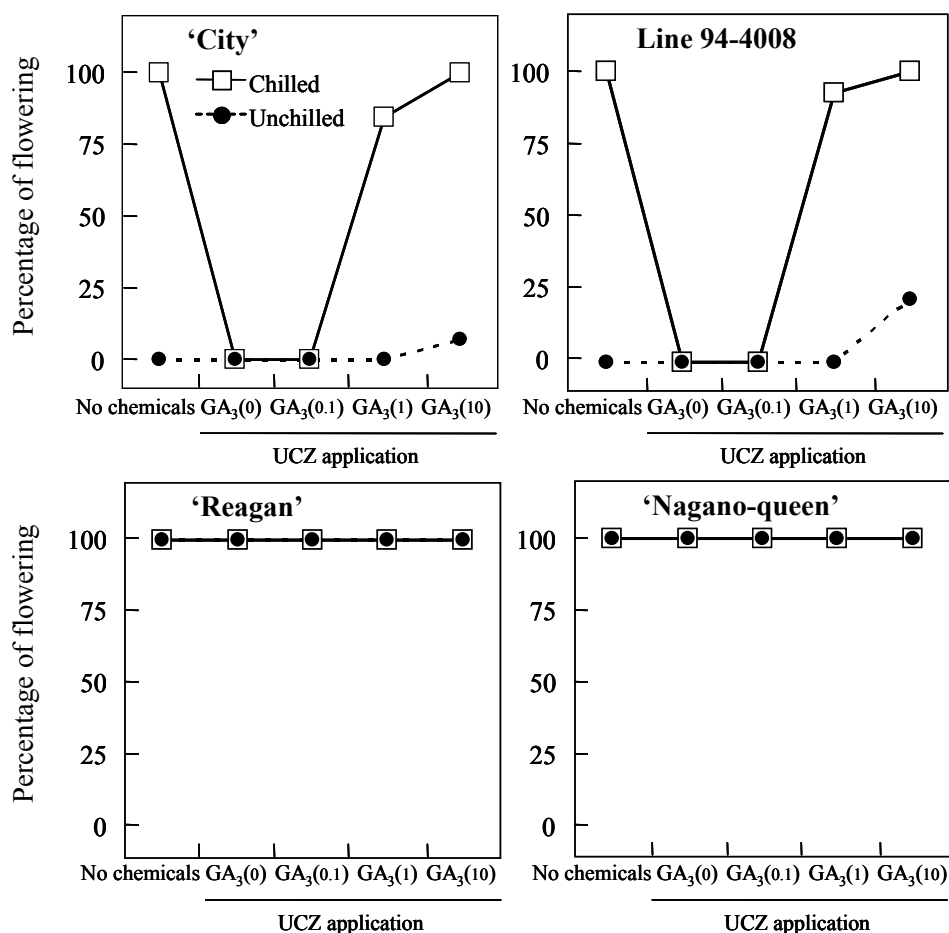 Percentage of flowering
‘City’
Chilled
Unchilled
100
75
50
25
0
No chemicals GA₃(0) GA₃(0.1) GA₃(1) GA₃(10)
UCZ application
Line 94-4008
100
75
50
25
0
No chemicals GA₃(0) GA₃(0.1) GA₃(1) GA₃(10)
UCZ application
Percentage of flowering
‘Reagan’
100
75
50
25
0
No chemicals GA₃(0) GA₃(0.1) GA₃(1) GA₃(10)
UCZ application
‘Nagano-queen’
100
75
50
25
0
No chemicals GA₃(0) GA₃(0.1) GA₃(1) GA₃(10)
UCZ application